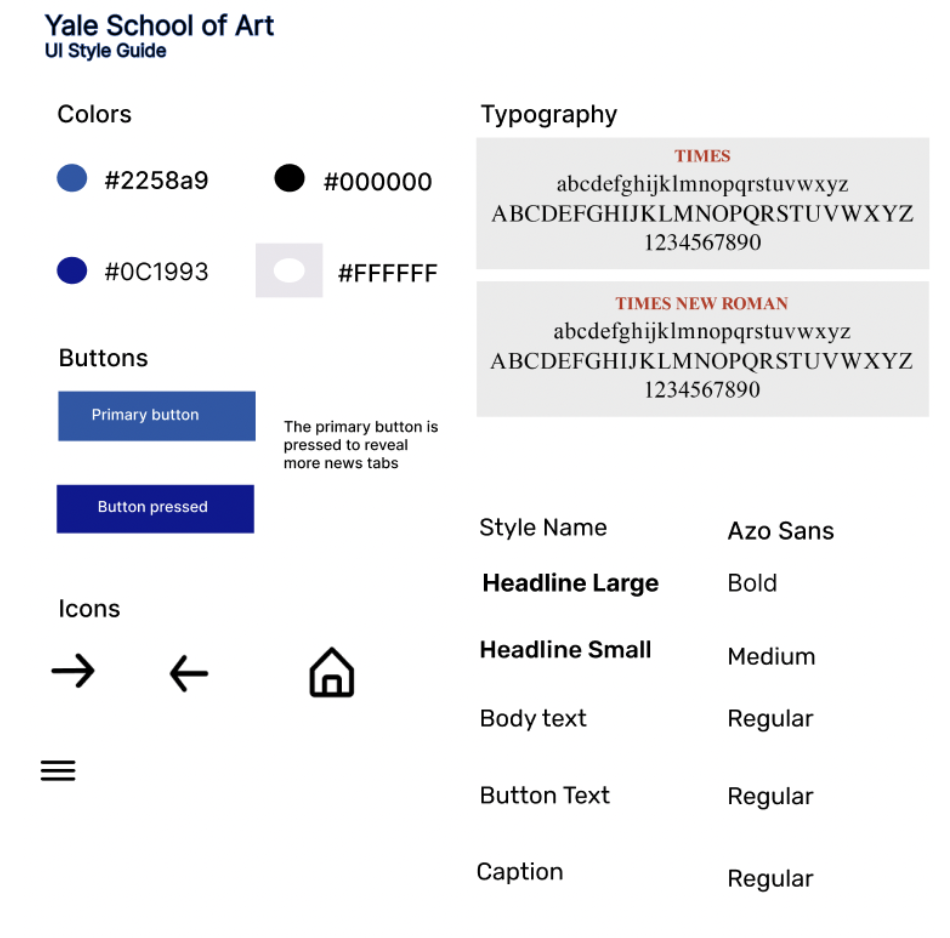 Yale School of Art
UI Style Guide
Colors
#2258a9
#000000
#0C1993
#FFFFFF
Buttons
Primary button
The primary button is
pressed to reveal
more news tabs
Button pressed
Icons
Typography
TIMES
abcdefghijklmnopqrstuvwxyz
ABCDEFGHIJKLMNOPQRSTUVWXYZ
1234567890
TIMES NEW ROMAN
abcdefghijklmnopqrstuvwxyz
ABCDEFGHIJKLMNOPQRSTUVWXYZ
1234567890
Style Name
Azo Sans
Headline Large
Bold
Headline Small
Medium
Body text
Regular
Button Text
Regular
Caption
Regular